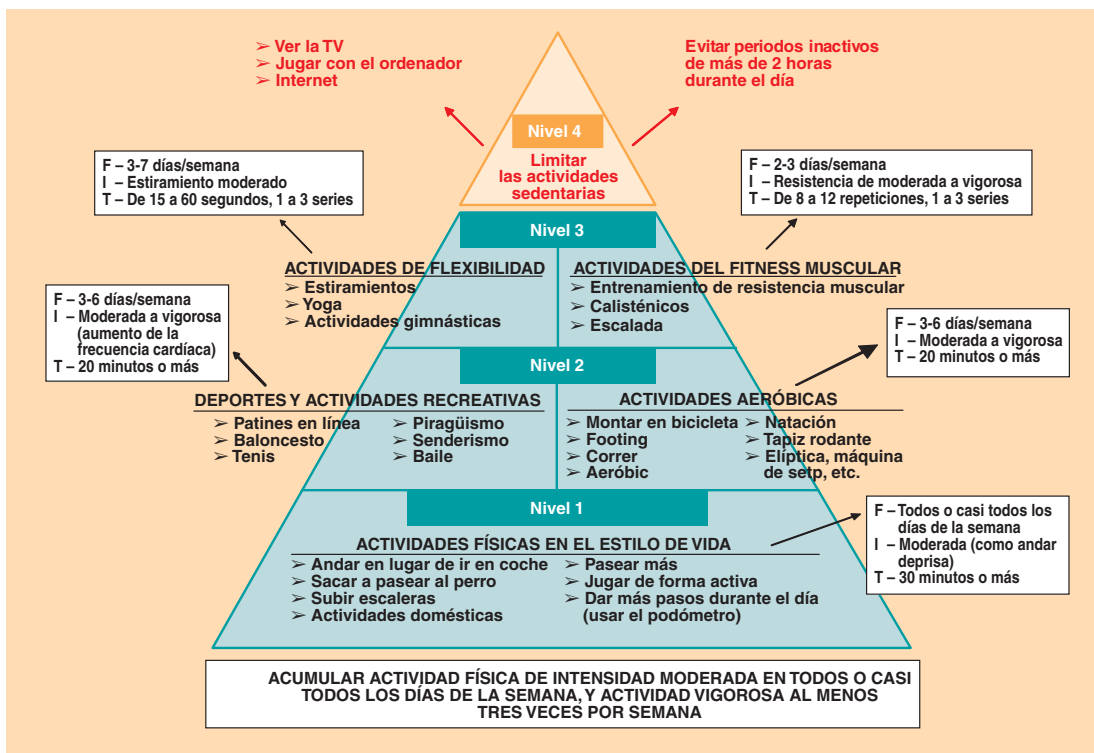 ➢ Ver la TV
➢ Jugar con el ordenador
➢ Internet
Evitar periodos inactivos
de más de 2 horas
durante el día
Nivel 4
Limitar
las actividades
sedentarias
F – 3-7 días/semana
I – Estiramiento moderado
T – De 15 a 60 segundos, 1 a 3 series
F – 2-3 días/semana
I – Resistencia de moderada a vigorosa
T – De 8 a 12 repeticiones, 1 a 3 series
Nivel 3
ACTIVIDADES DE FLEXIBILIDAD
➢ Estiramientos
➢ Yoga
➢ Actividades gimnásticas
ACTIVIDADES DEL FITNESS MUSCULAR
➢ Entrenamiento de resistencia muscular
➢ Calisténicos
➢ Escalada
F – 3-6 días/semana
I – Moderada a vigorosa
(aumento de la
frecuencia cardíaca)
T – 20 minutos o más
F – 3-6 días/semana
I – Moderada a vigorosa
T – 20 minutos o más
Nivel 2
DEPORTES Y ACTIVIDADES RECREATIVAS
➢ Patines en línea
➢ Baloncesto
➢ Tenis
➢ Piragüismo
➢ Senderismo
➢ Baile
ACTIVIDADES AERÓBICAS
➢ Montar en bicicleta
➢ Footing
➢ Correr
➢ Aeróbic
➢ Natación
➢ Tapiz rodante
➢ Elíptica, máquina
de setp, etc.
Nivel 1
ACTIVIDADES FÍSICAS EN EL ESTILO DE VIDA
➢ Andar en lugar de ir en coche
➢ Sacar a pasear al perro
➢ Subir escaleras
➢ Actividades domésticas
➢ Pasear más
➢ Jugar de forma activa
➢ Dar más pasos durante el día
(usar el podómetro)
F – Todos o casi todos los
días de la semana
I – Moderada (como andar
deprisa)
T – 30 minutos o más
ACUMULAR ACTIVIDAD FÍSICA DE INTENSIDAD MODERADA EN TODOS O CASI
TODOS LOS DÍAS DE LA SEMANA, Y ACTIVIDAD VIGOROSA AL MENOS
TRES VECES POR SEMANA